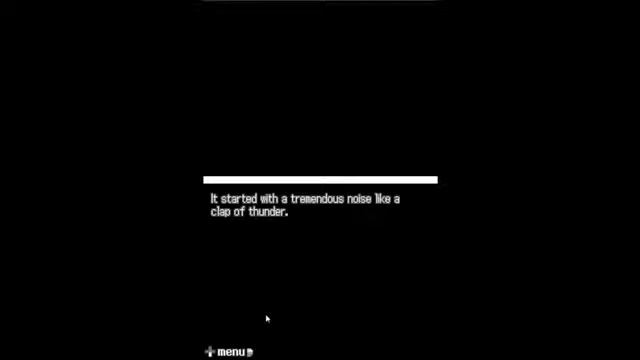 It started with a tremendous noise like a
clap of thunder.
menu